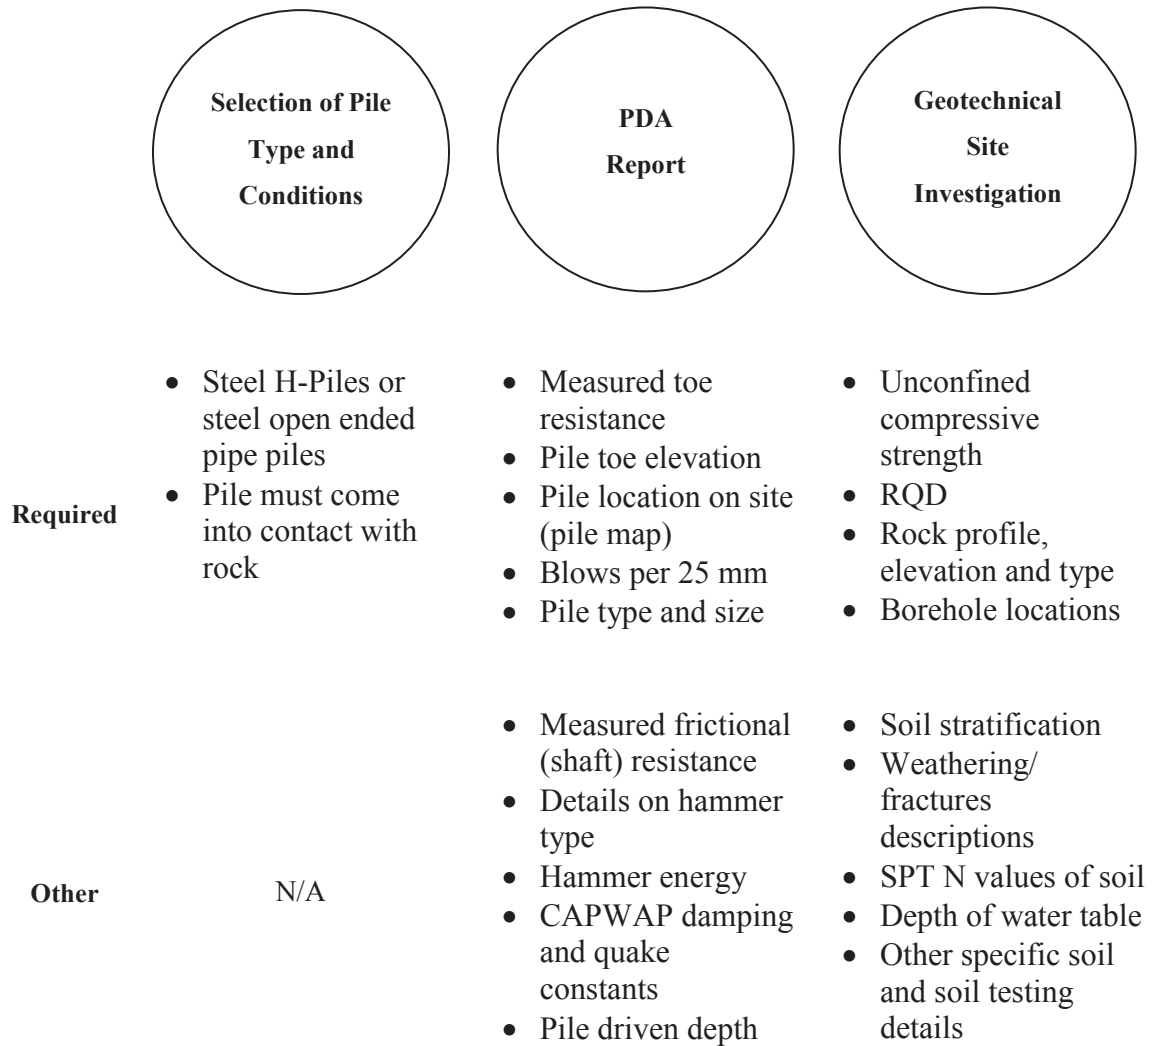 Selection of Pile
Type and
Conditions
PDA
Report
Geotechnical
Site
Investigation
Required
• Steel H-Piles or
steel open ended
pipe piles
• Pile must come
into contact with
rock
• Measured toe
resistance
• Pile toe elevation
• Pile location on site
(pile map)
• Blows per 25 mm
• Pile type and size
• Unconfined
compressive
strength
• RQD
• Rock profile,
elevation and type
• Borehole locations
Other
N/A
• Measured frictional
(shaft) resistance
• Details on hammer
type
• Hammer energy
• CAPWAP damping
and quake
constants
• Pile driven depth
• Soil stratification
• Weathering/
fractures
descriptions
• SPT N values of soil
• Depth of water table
• Other specific soil
and soil testing
details